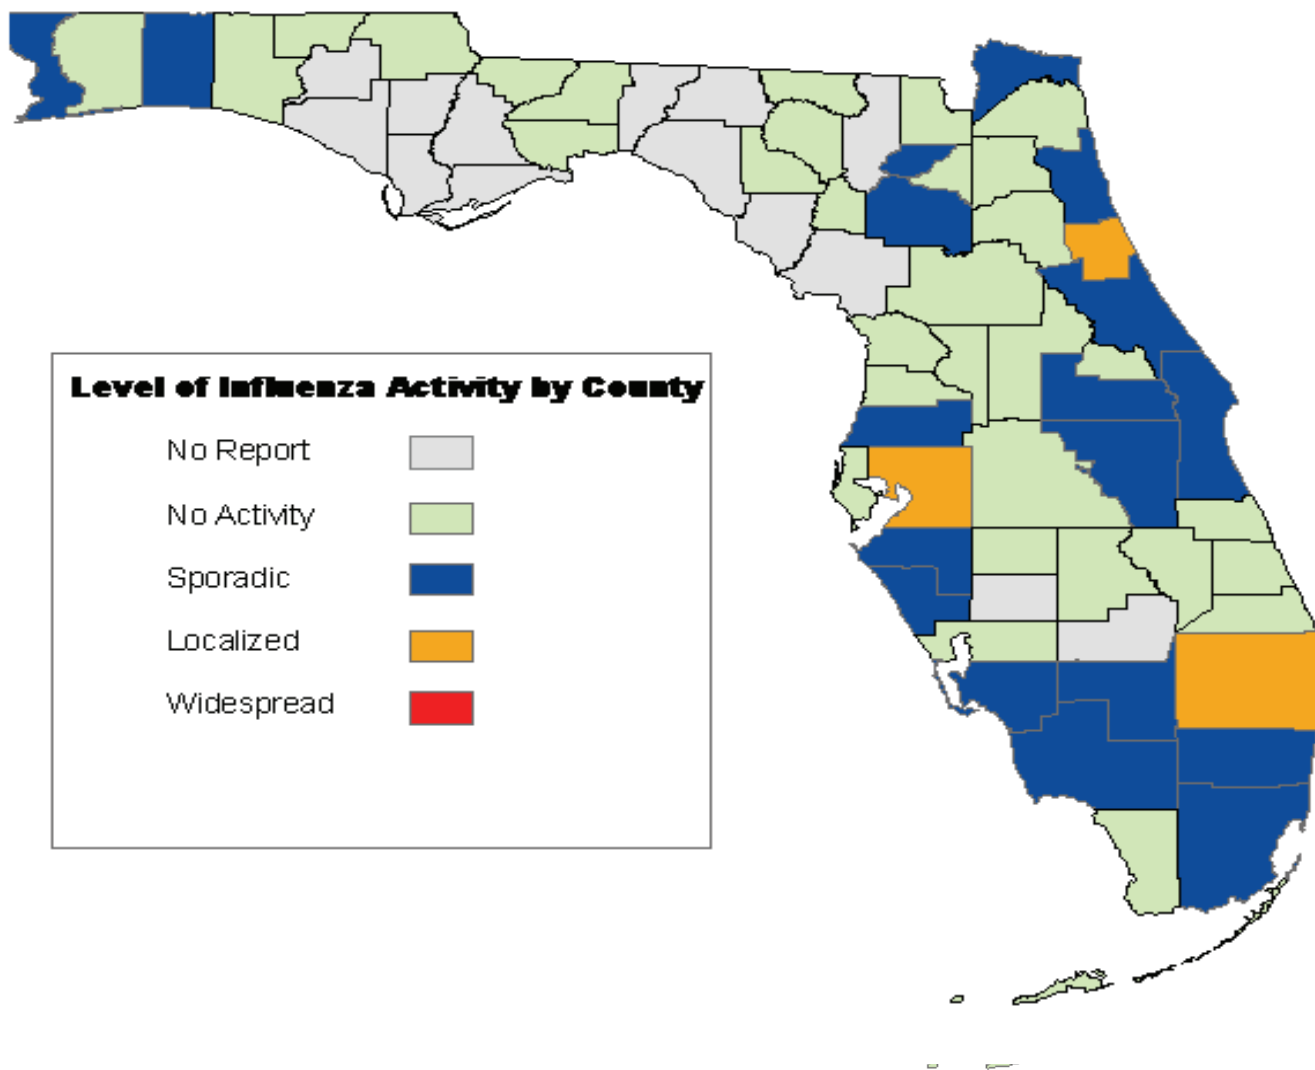 Level of Influenza Activity by County
No Report
No Activity
Sporadic
Localized
Widespread